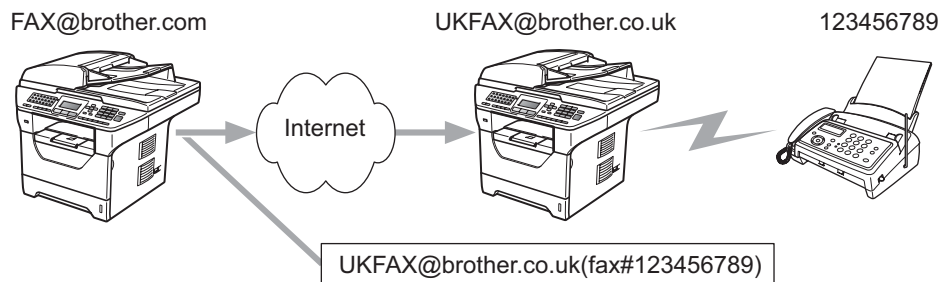 FAX@brother.com
UKFAX@brother.co.uk
123456789
Internet
UKFAX@brother.co.uk(fax#123456789)